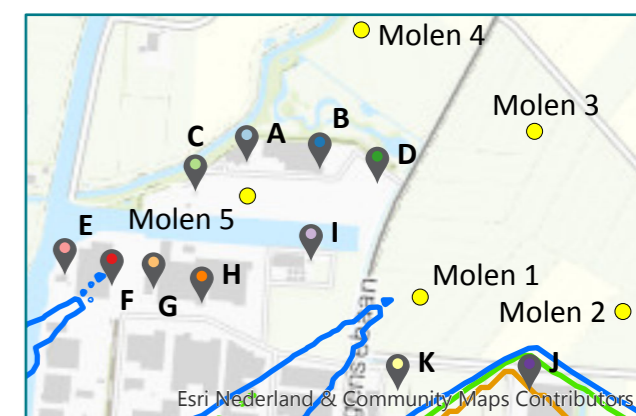 Molen 4
Molen 3
B
A
C
D
Molen 5
E
I
F
G
H
Molen 1
Molen 2
K
J
Esri Nederland & Community Maps Contributors